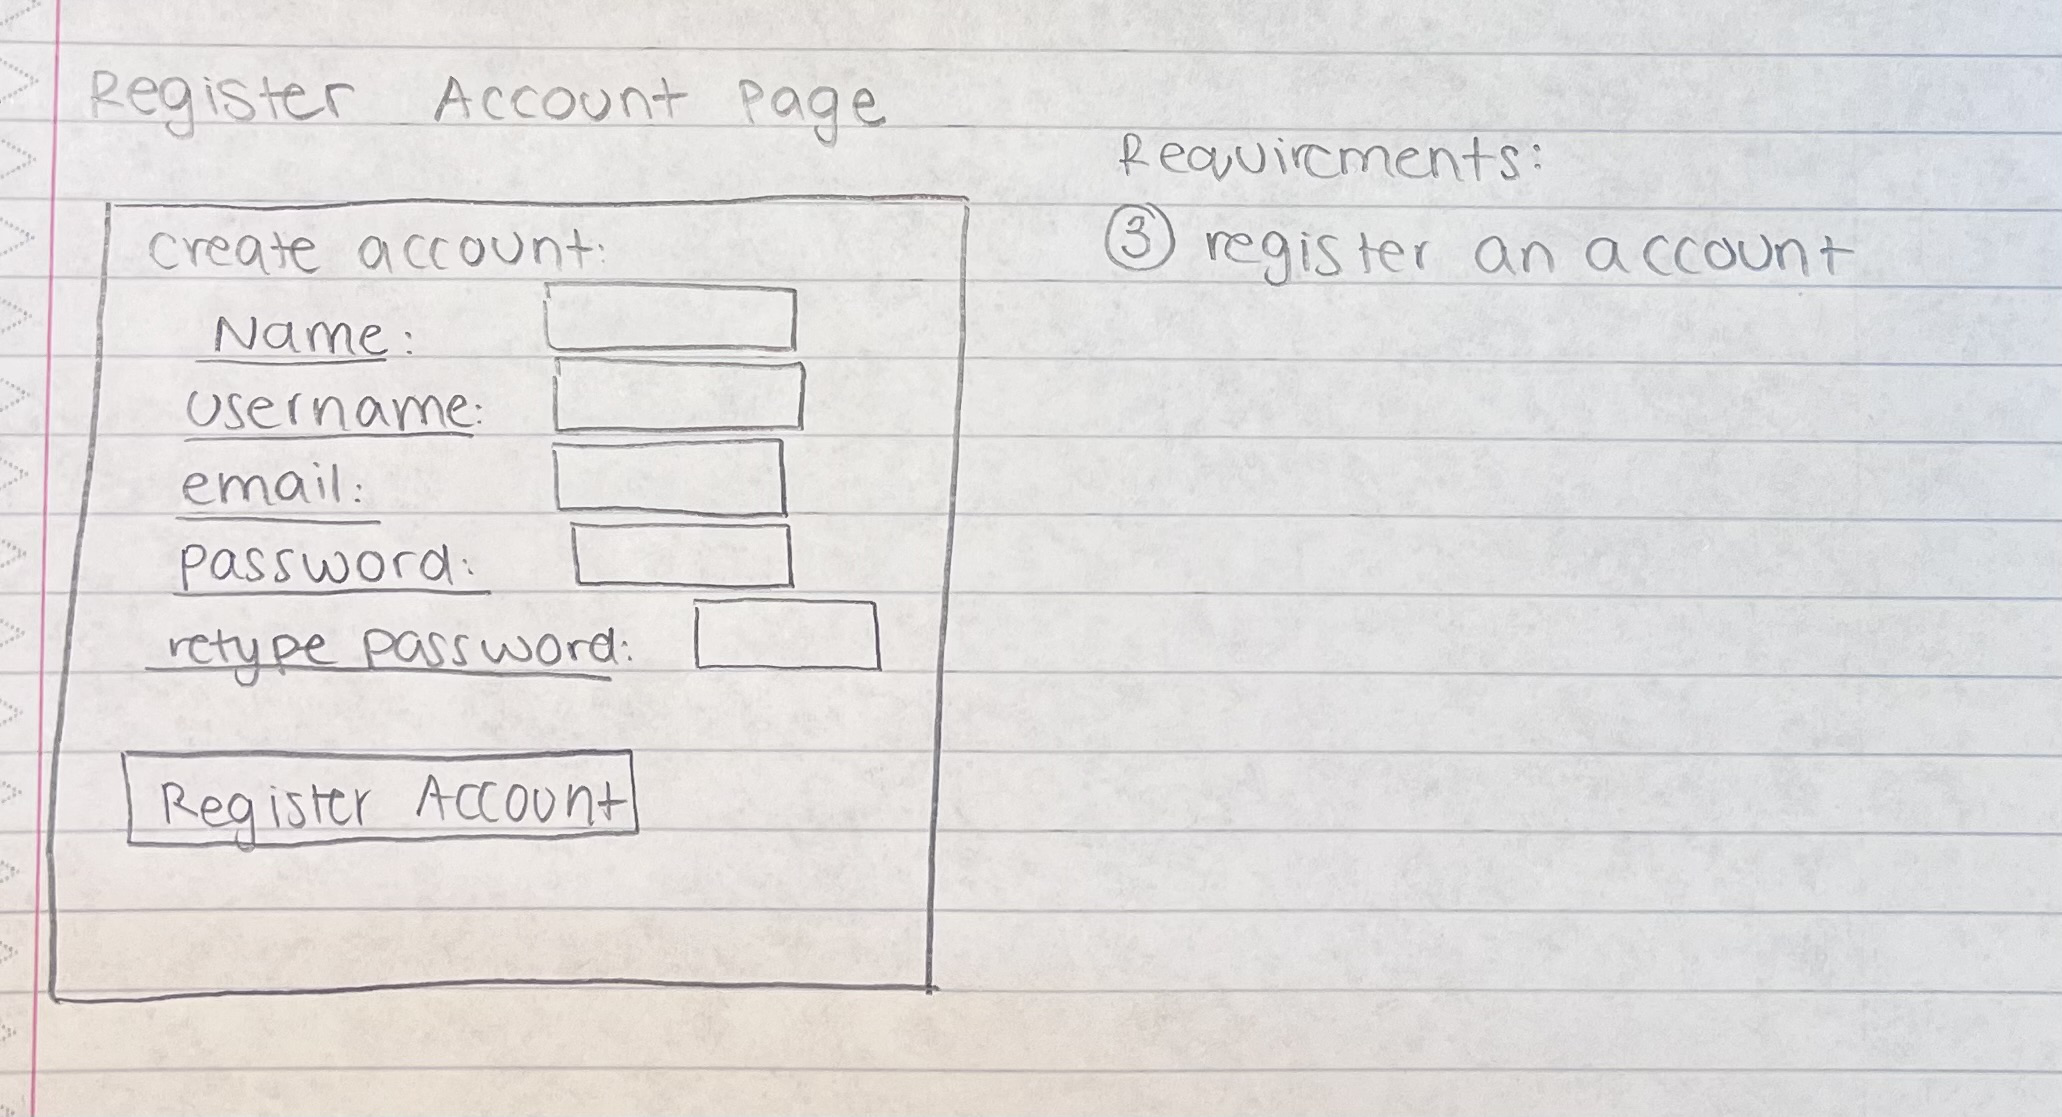 Register Account Page
Requirements:
③ register an account
create account:
Name:
username:
email:
password:
retype password:
Register Account